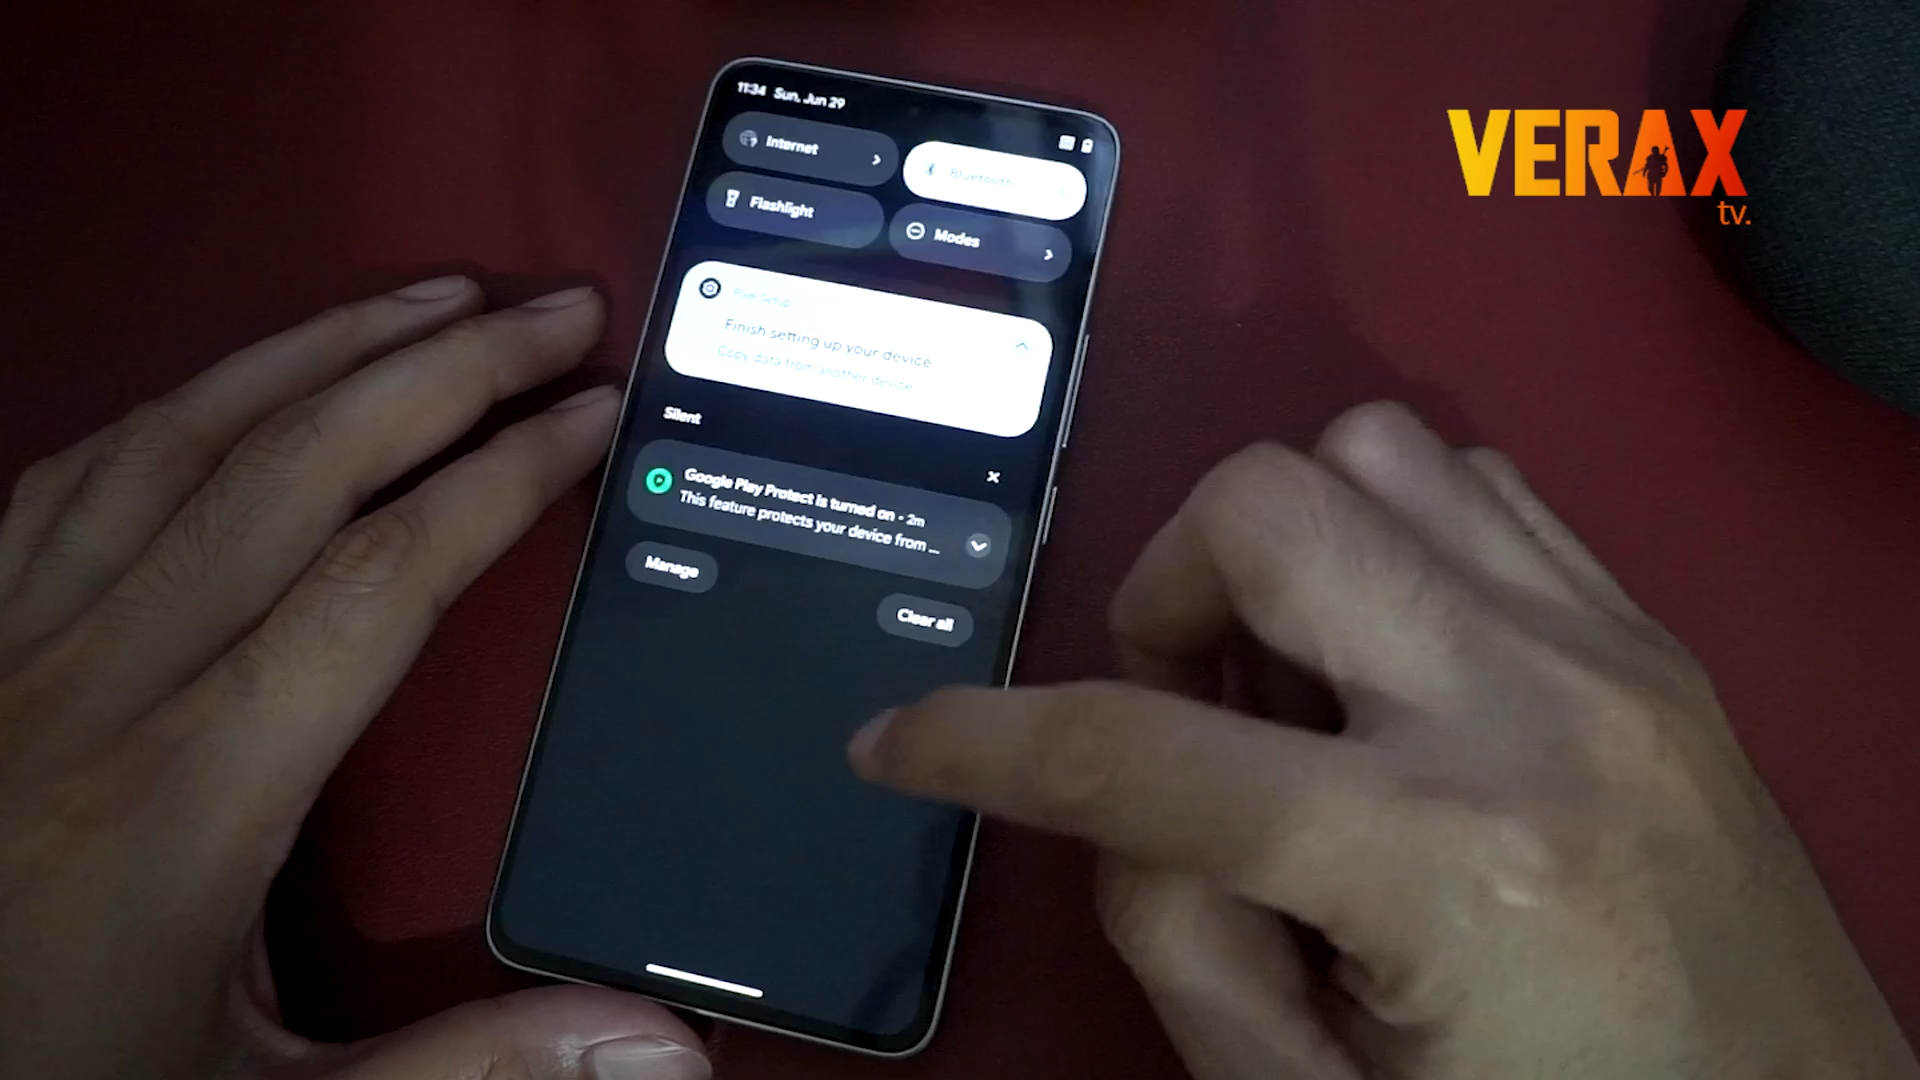 11:34 Sun, Jun 29
VERAX
tv.
Internet
Bluetooth
Flashlight
Modes
Pixel Setup
Finish setting up your device
Copy data from another device
Silent
Google Play Protect is turned on • 2m
This feature protects your device from ...
Manage
Clear all